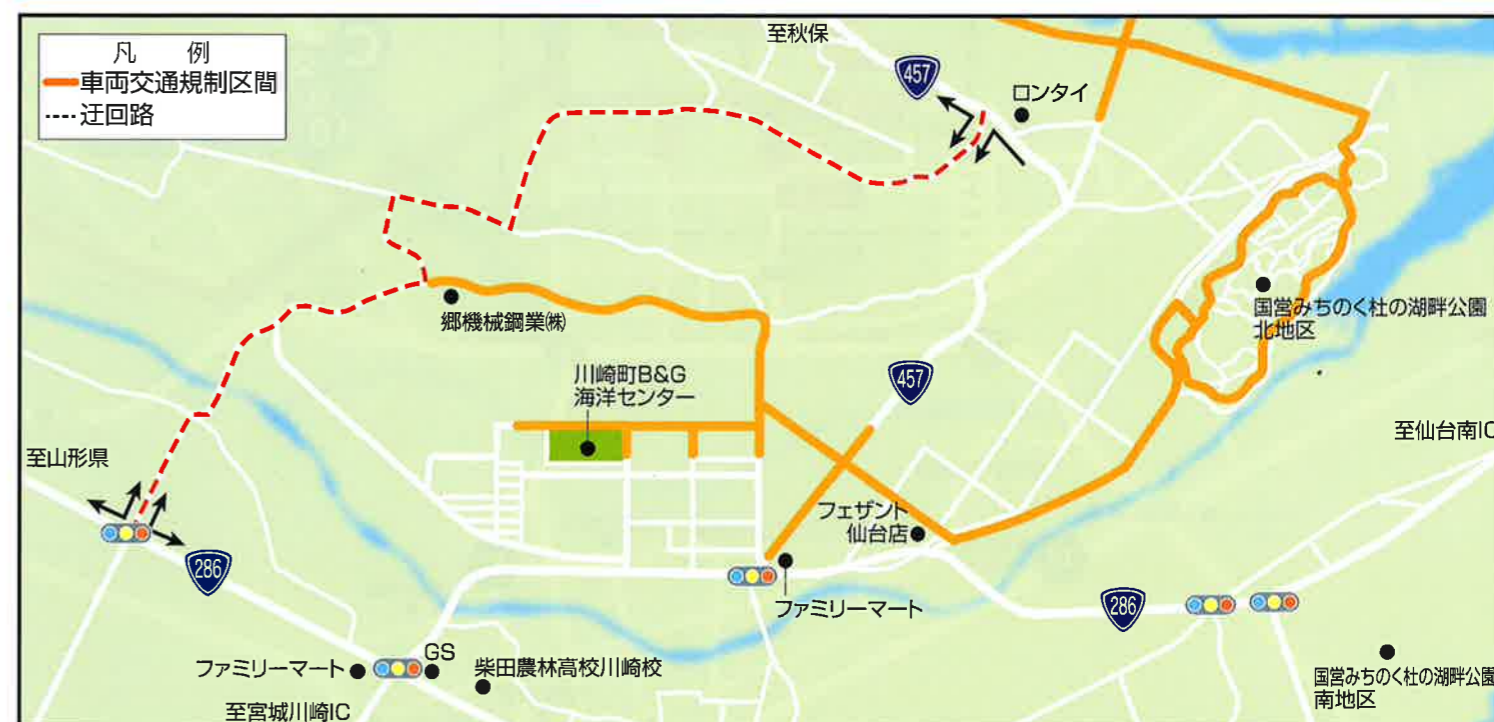 凡　例
車両交通規制区間
迂回路
至秋保
457
ロンタイ
郷機械鋼業㈱
川崎町B&G
海洋センター
457
国営みちのく杜の湖畔公園
北地区
至仙台南IC
至山形県
フェザント
仙台店
286
ファミリーマート
286
ファミリーマート
GS
柴田農林高校川崎校
至宮城川崎IC
国営みちのく杜の湖畔公園
南地区